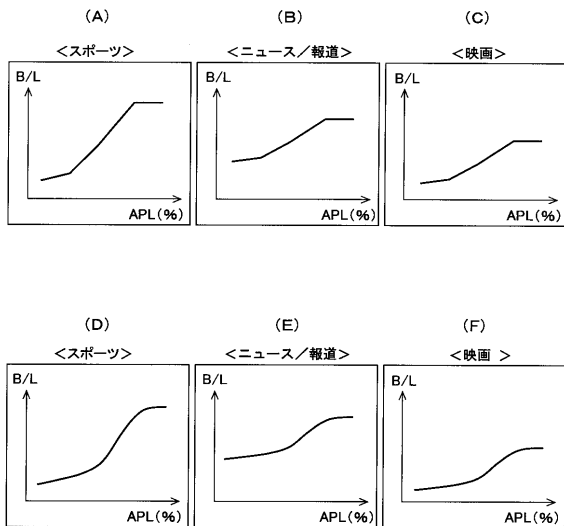 (A)
(B)
(C)
<スポーツ>
<ニュース/報道>
<映画>
B/L
B/L
B/L
APL(%)
APL(%)
APL(%)
(D)
(E)
(F)
<スポーツ>
<ニュース/報道>
<映画 >
B/L
B/L
B/L
APL(%)
APL(%)
APL(%)